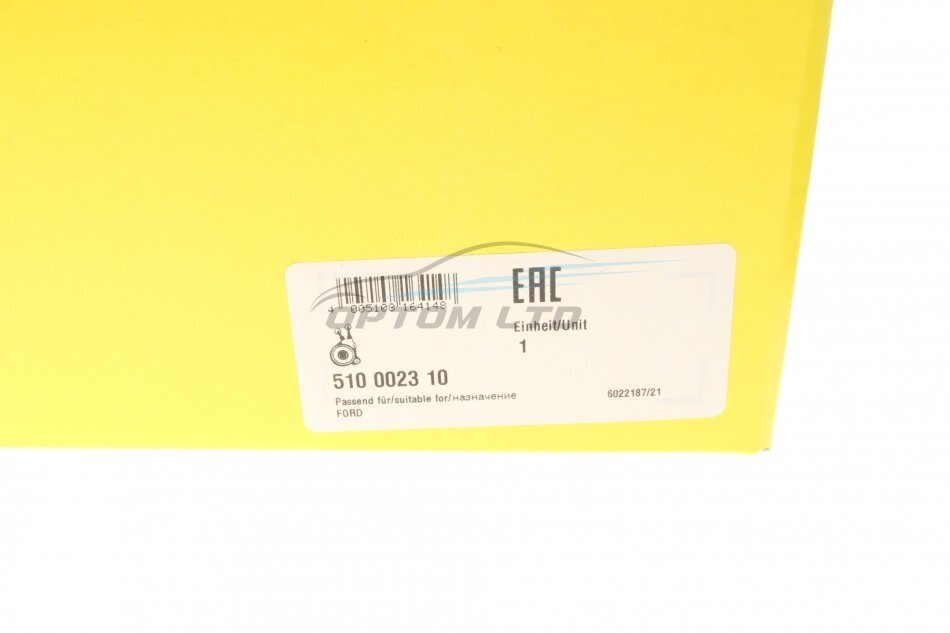 EAC
4 005108 164148
OPTOM LTD
Einheit/Unit
1
510 0023 10
Passend für/suitable for/назначение
FORD
6022187/21